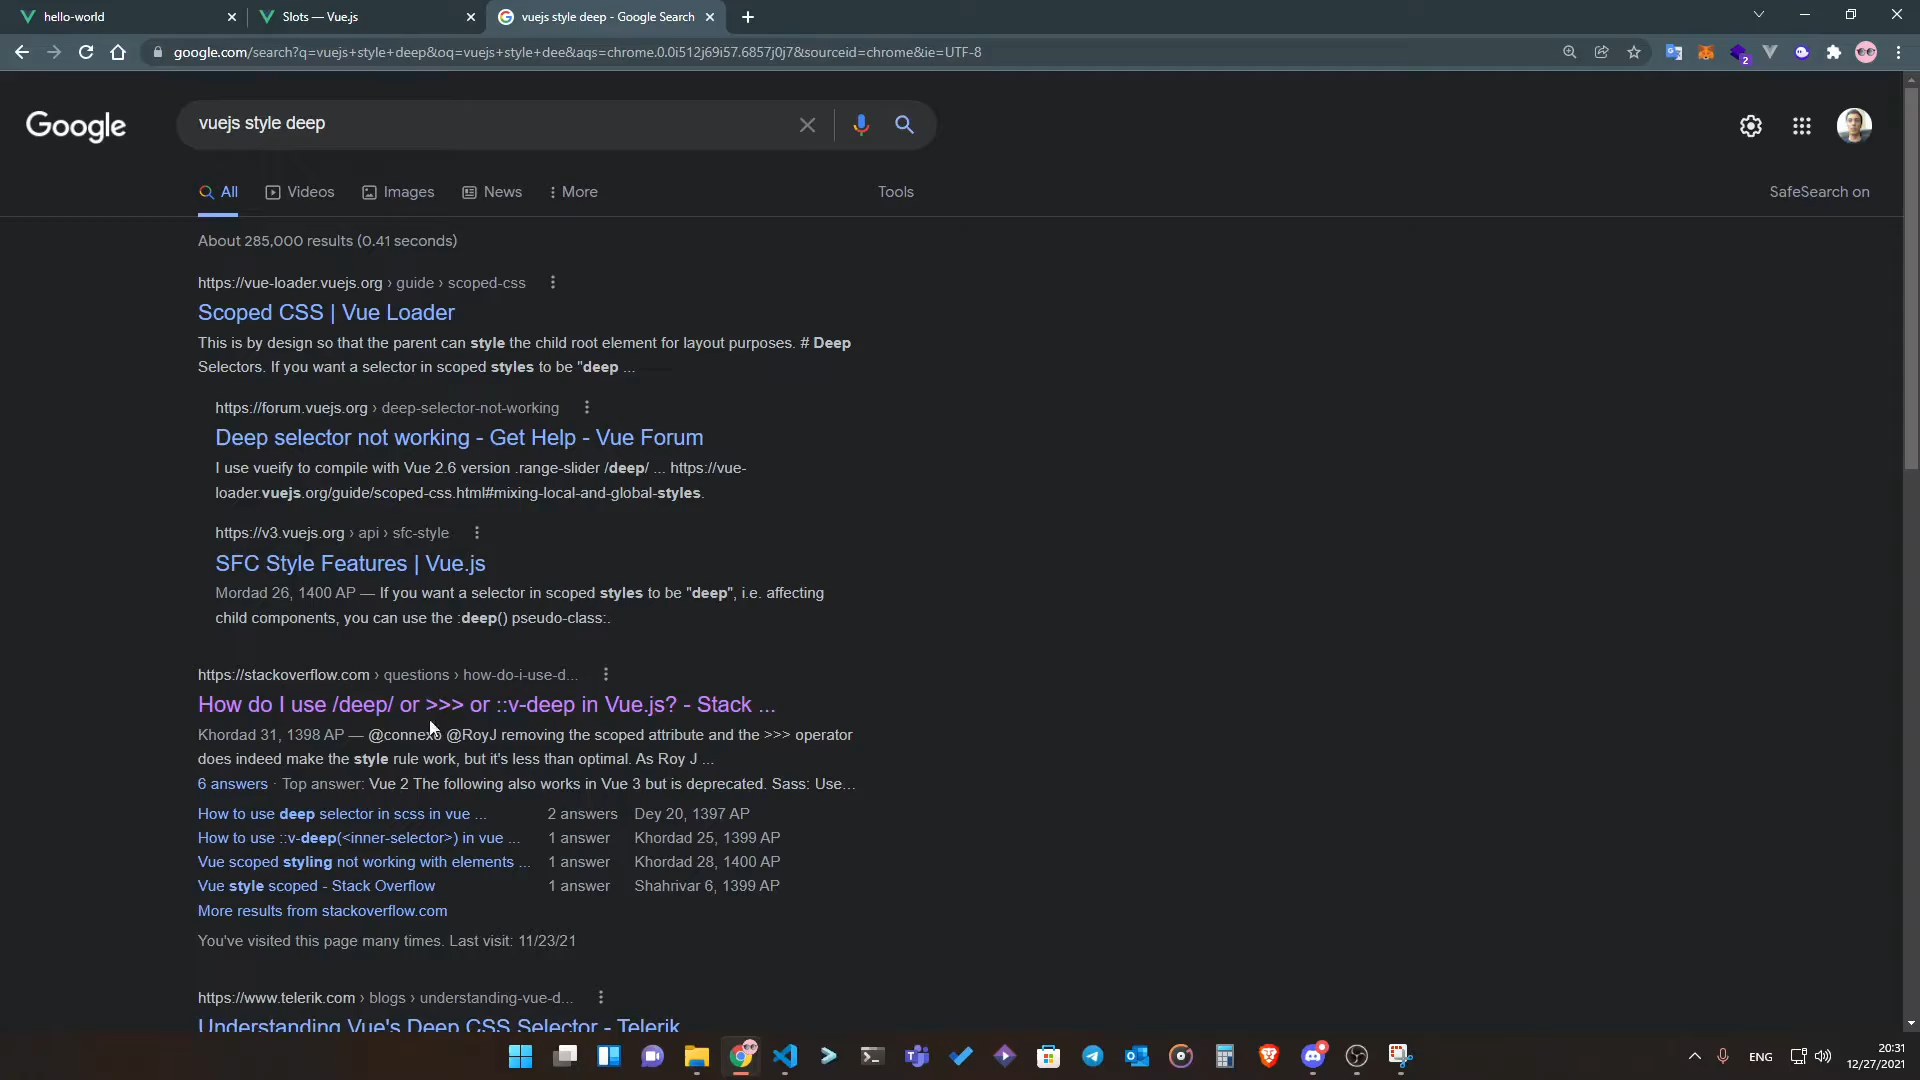 hello-world
Slots — Vue.js
vuejs style deep - Google Search
google.com/search?q=vuejs+style+deep&oq=vuejs+style+dee&aqs=chrome.0.0i512j69i57.6857j0j7&sourceid=chrome&ie=UTF-8
2
Google
vuejs style deep
All
Videos
Images
News
More
Tools
SafeSearch on
About 285,000 results (0.41 seconds)
https://vue-loader.vuejs.org › guide › scoped-css
Scoped CSS | Vue Loader
This is by design so that the parent can style the child root element for layout purposes. # Deep
Selectors. If you want a selector in scoped styles to be "deep ...
https://forum.vuejs.org › deep-selector-not-working
Deep selector not working - Get Help - Vue Forum
I use vueify to compile with Vue 2.6 version .range-slider /deep/ ... https://vue-
loader.vuejs.org/guide/scoped-css.html#mixing-local-and-global-styles.
https://v3.vuejs.org › api › sfc-style
SFC Style Features | Vue.js
Mordad 26, 1400 AP — If you want a selector in scoped styles to be "deep", i.e. affecting
child components, you can use the :deep() pseudo-class:.
https://stackoverflow.com › questions › how-do-i-use-d...
How do I use /deep/ or >>> or ::v-deep in Vue.js? - Stack ...
Khordad 31, 1398 AP — @connexo @RoyJ removing the scoped attribute and the >>> operator
does indeed make the style rule work, but it's less than optimal. As Roy J ...
6 answers · Top answer: Vue 2 The following also works in Vue 3 but is deprecated. Sass: Use...
How to use deep selector in scss in vue ... 2 answers Dey 20, 1397 AP
How to use ::v-deep(<inner-selector>) in vue ... 1 answer Khordad 25, 1399 AP
Vue scoped styling not working with elements ... 1 answer Khordad 28, 1400 AP
Vue style scoped - Stack Overflow 1 answer Shahrivar 6, 1399 AP
More results from stackoverflow.com
You've visited this page many times. Last visit: 11/23/21
https://www.telerik.com › blogs › understanding-vue-d...
Understanding Vue's Deep CSS Selector - Telerik
ENG
20:31
12/27/2021